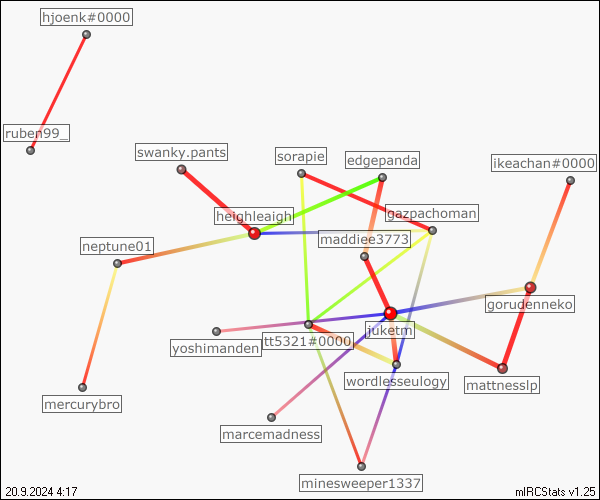 hjoenk#0000
ruben99_
swanky.pants
sorapie
edgepanda
ikeachan#0000
heighleaigh
gazpachoman
neptune01
maddiee3773
gorudenneko
juketm
yoshimanden
tt5321#0000
wordlesseulogy
mattnesslp
mercurybro
marcemadness
minesweeper1337
20.9.2024 4:17
mIRCStats v1.25